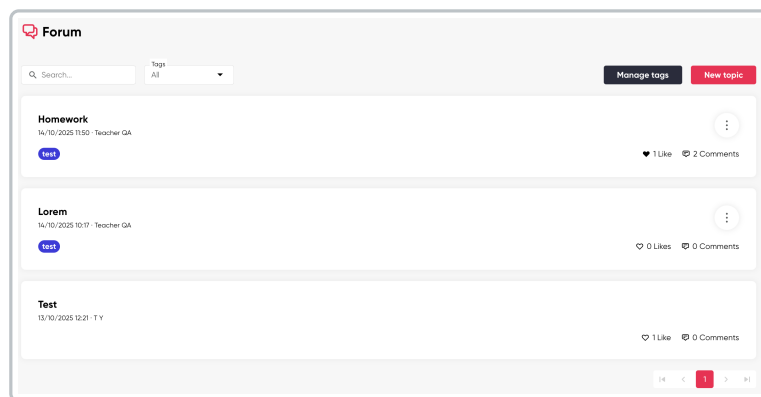 Forum
Search...
Tags
All
Manage tags
New topic
Homework
14/10/2025 11:50 · Teacher QA
test
1 Like
2 Comments
Lorem
14/10/2025 10:17 · Teacher QA
test
0 Likes
0 Comments
Test
13/10/2025 12:21 · T Y
1 Like
0 Comments
1